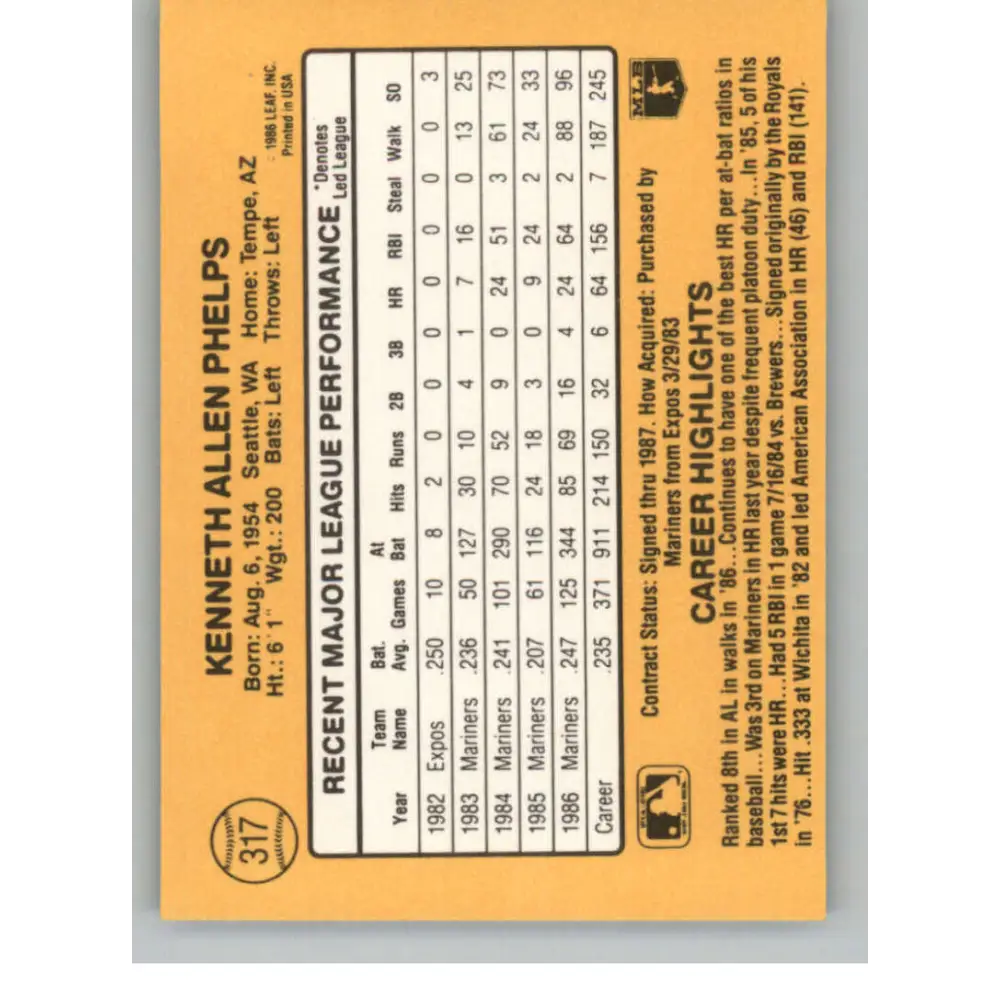 317
KENNETH ALLEN PHELPS
Born: Aug. 6, 1954 Seattle, WA Home: Tempe, AZ
Ht.: 6'1" Wgt.: 200 Bats: Left Throws: Left
1986 LEAF, INC.
Printed in USA
RECENT MAJOR LEAGUE PERFORMANCE
*Denotes
Led League
Year Team Name Bat. Avg. Games At Bat Hits Runs 2B 3B HR RBI Steal Walk SO
1982 Expos .250 10 8 2 0 0 0 0 0 0 0 3
1983 Mariners .236 50 127 30 10 4 1 7 16 0 13 25
1984 Mariners .241 101 290 70 52 9 0 24 51 3 61 73
1985 Mariners .207 61 116 24 18 3 0 9 24 2 24 33
1986 Mariners .247 125 344 85 69 16 4 24 64 2 88 96
Career .235 371 911 214 150 32 6 64 156 7 187 245
Contract Status: Signed thru 1987. How Acquired: Purchased by
Mariners from Expos 3/29/83
MLB
CAREER HIGHLIGHTS
Ranked 8th in AL in walks in '86...Continues to have one of the best HR per at-bat ratios in
baseball...Was 3rd on Mariners in HR last year despite frequent platoon duty...In '85, 5 of his
1st 7 hits were HR...Had 5 RBI in 1 game 7/16/84 vs. Brewers...Signed originally by the Royals
in '76...Hit .333 at Wichita in '82 and led American Association in HR (46) and RBI (141).